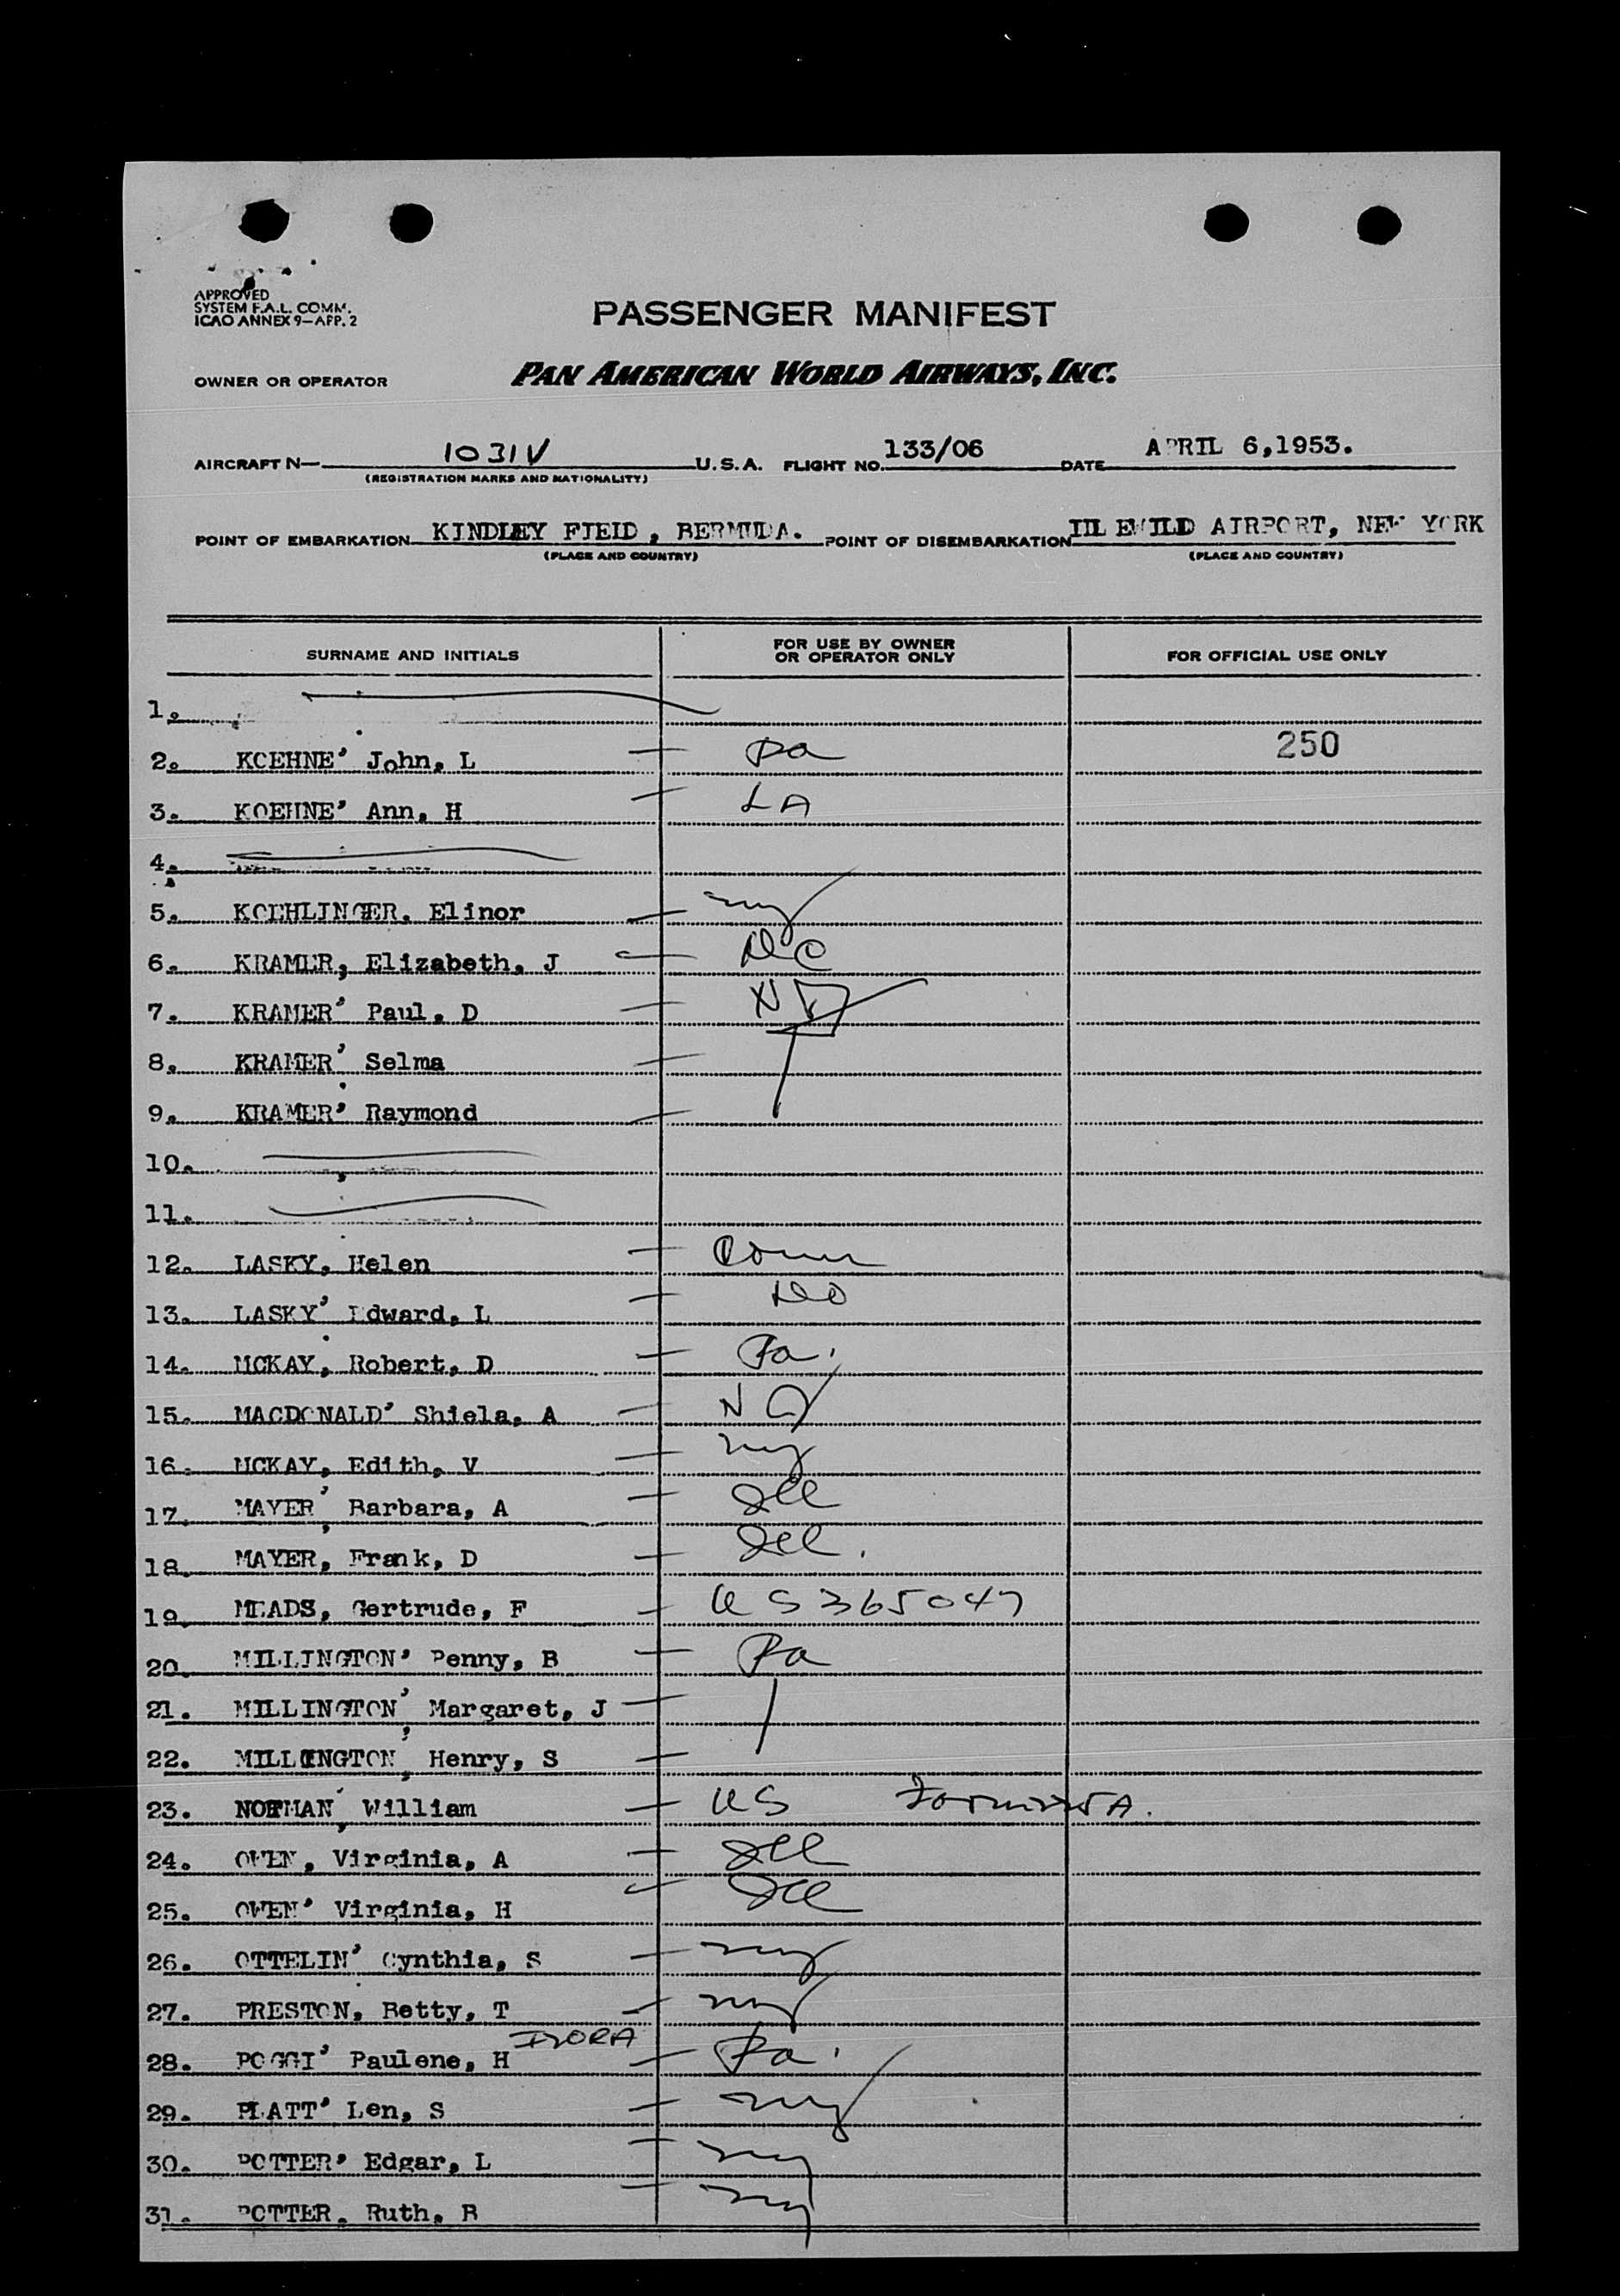 APPROVED
SYSTEM F.A.L. COMM.
ICAO ANNEX 9—APP. 2
PASSENGER MANIFEST
OWNER OR OPERATOR PAN AMERICAN WORLD AIRWAYS, INC.
AIRCRAFT N— 1031V U.S.A. FLIGHT NO. 133/06 DATE APRIL 6,1953.
(REGISTRATION MARKS AND NATIONALITY)
POINT OF EMBARKATION KINDLEY FIELD, BERMUDA. POINT OF DISEMBARKATION IDLEWILD AIRPORT, NEW YORK
(PLACE AND COUNTRY) (PLACE AND COUNTRY)
SURNAME AND INITIALS FOR USE BY OWNER OR OPERATOR ONLY FOR OFFICIAL USE ONLY
1.
2. KOEHNE, John, L Pa 250
3. KOEHNE, Ann, H LA
4.
5. KOEHLINGER, Elinor ny
6. KRAMER, Elizabeth, J DC
7. KRAMER, Paul, D NJ
8. KRAMER, Selma
9. KRAMER, Raymond
10.
11.
12. LASKY, Helen Conn
13. LASKY, Edward, L Do
14. MCKAY, Robert, D Pa.
15. MACDONALD, Shiela, A
16. MCKAY, Edith, V ny
17. MAYER, Barbara, A Ill
18. MAYER, Frank, D Ill.
19. MEADS, Gertrude, F US 365047
20. MILLINGTON, Penny, B Pa
21. MILLINGTON, Margaret, J
22. MILLINGTON, Henry, S
23. NORMAN, William US
24. OWEN, Virginia, A Ill
25. OWEN, Virginia, H Ill
26. OTTELIN, Cynthia, S ny
27. PRESTON, Betty, T ny
28. POGGI, Paulene, H Pa.
29. PLATT, Len, S ny
30. POTTER, Edgar, L ny
31. POTTER, Ruth, B ny